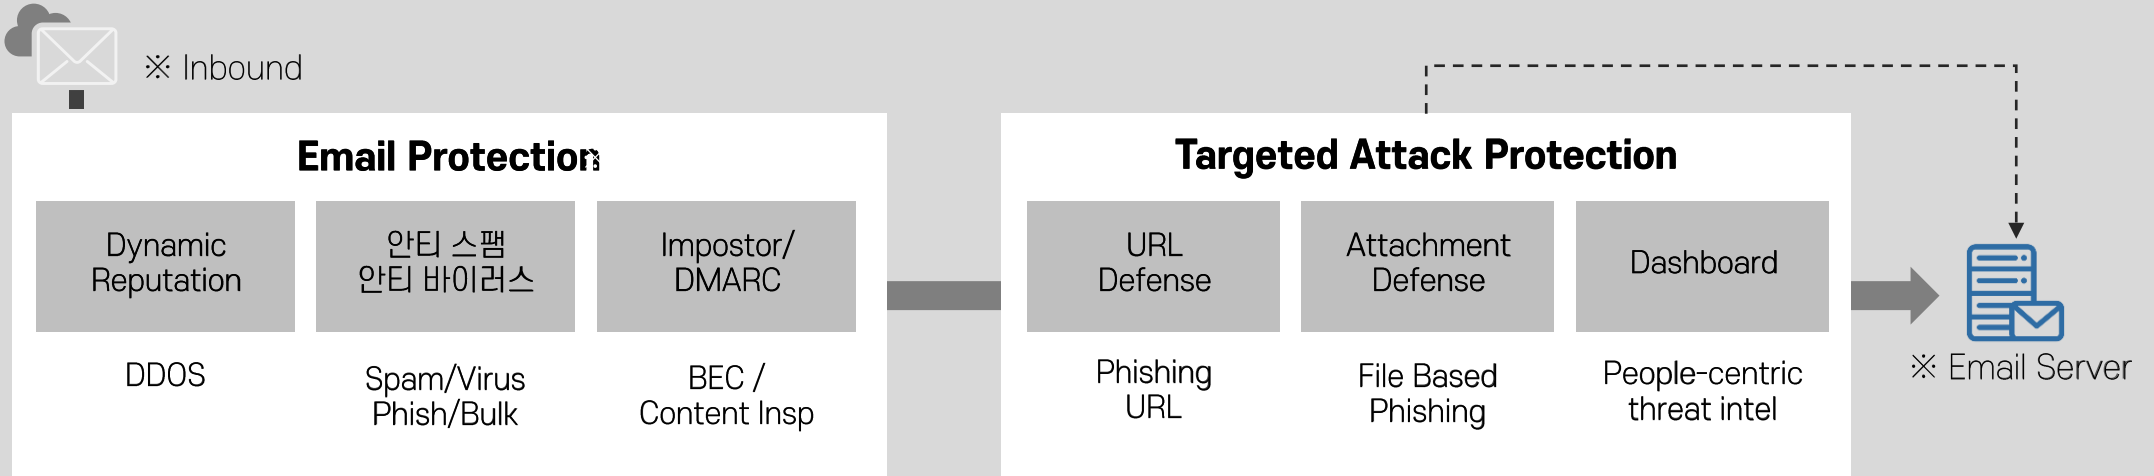 ※ Inbound
Email Protection
Dynamic
Reputation
안티 스팸
안티 바이러스
Impostor/
DMARC
DDOS
Spam/Virus
Phish/Bulk
BEC /
Content Insp
Targeted Attack Protection
URL
Defense
Attachment
Defense
Dashboard
Phishing
URL
File Based
Phishing
People-centric
threat intel
※ Email Server